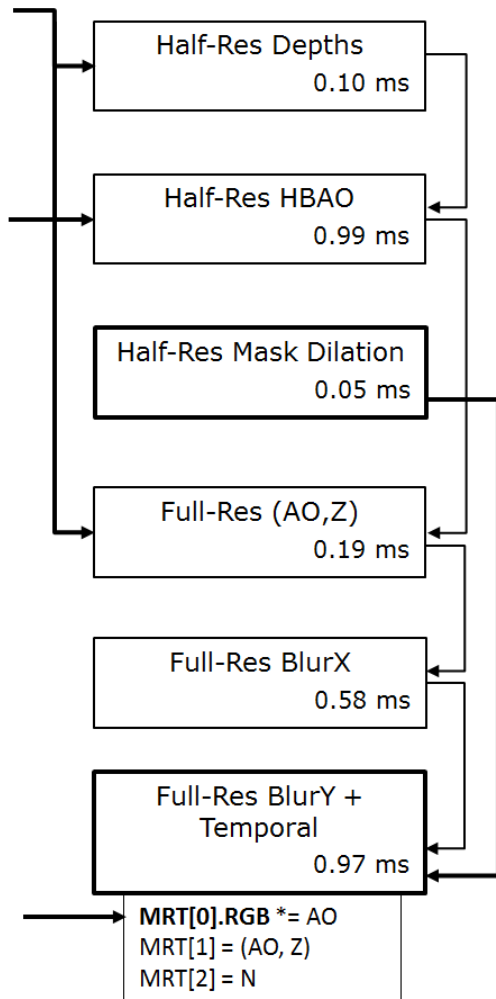 Half-Res Depths
0.10 ms
Half-Res HBAO
0.99 ms
Half-Res Mask Dilation
0.05 ms
Full-Res (AO,Z)
0.19 ms
Full-Res BlurX
0.58 ms
Full-Res BlurY +
Temporal
0.97 ms
MRT[0].RGB *= AO
MRT[1] = (AO, Z)
MRT[2] = N